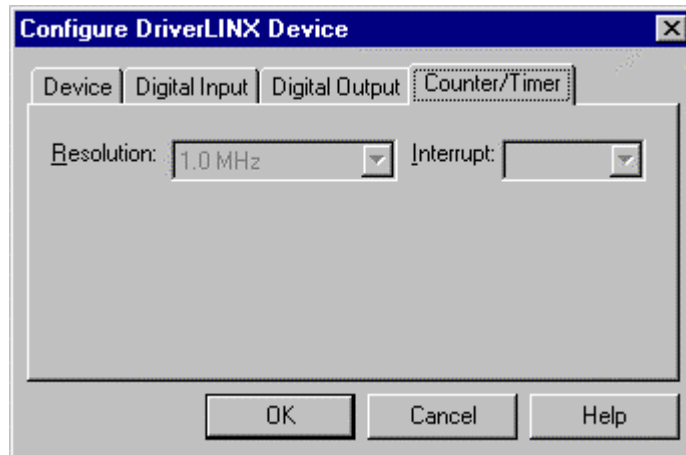 Configure DriverLINX Device
Device Digital Input Digital Output Counter/Timer
Resolution: 1.0 MHz Interrupt:
OK Cancel Help